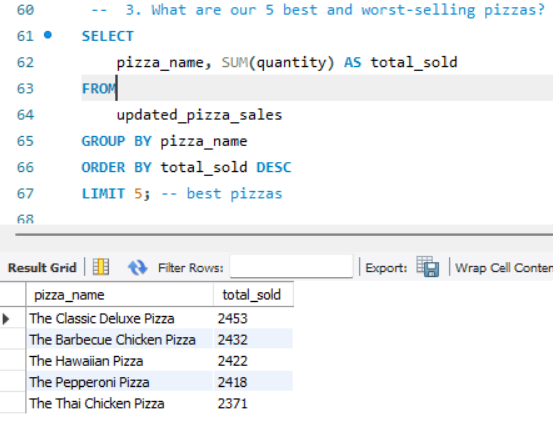 60 -- 3. What are our 5 best and worst-selling pizzas?
61 SELECT
62 pizza_name, SUM(quantity) AS total_sold
63 FROM
64 updated_pizza_sales
65 GROUP BY pizza_name
66 ORDER BY total_sold DESC
67 LIMIT 5; -- best pizzas
68
Result Grid Filter Rows: Export: Wrap Cell Conten
pizza_name total_sold
The Classic Deluxe Pizza 2453
The Barbecue Chicken Pizza 2432
The Hawaiian Pizza 2422
The Pepperoni Pizza 2418
The Thai Chicken Pizza 2371